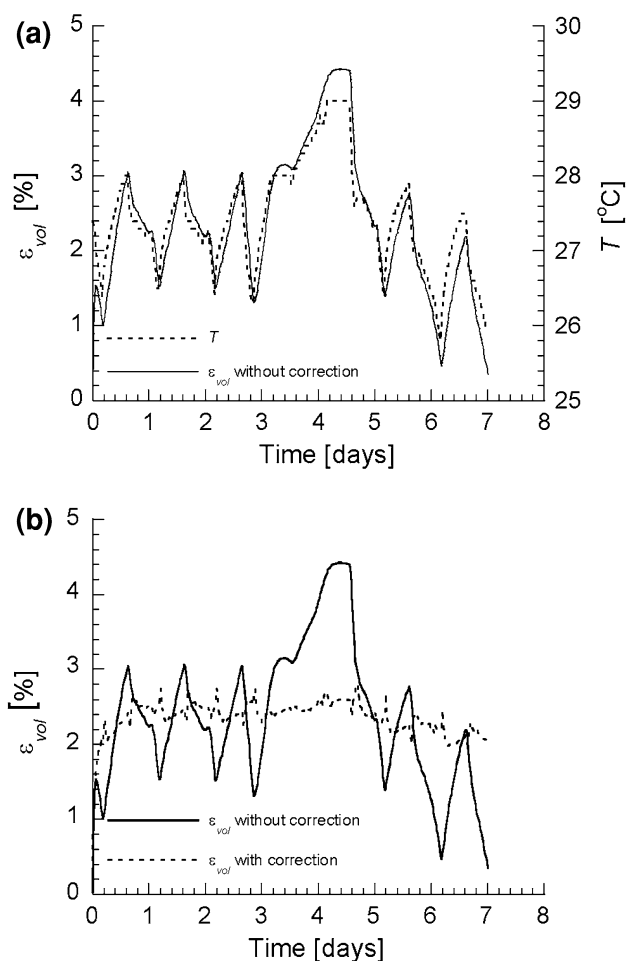 (a)
5
4
3
2
1
0
ε_vol [%]
30
29
28
27
26
25
T [°C]
T
ε_vol without correction
0 1 2 3 4 5 6 7 8
Time [days]
(b)
5
4
3
2
1
0
ε_vol [%]
ε_vol without correction
ε_vol with correction
0 1 2 3 4 5 6 7 8
Time [days]